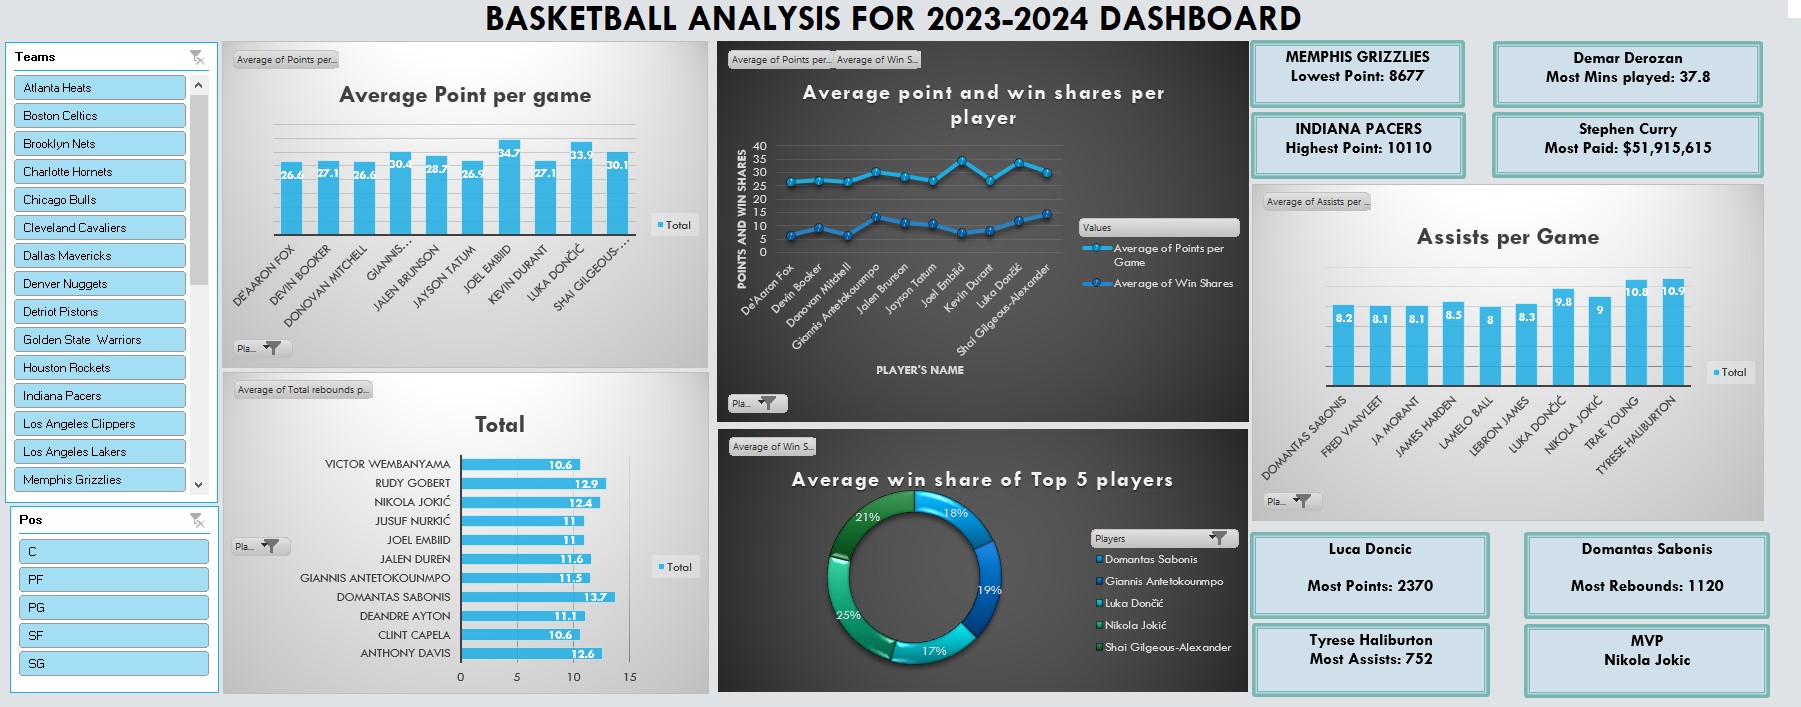 BASKETBALL ANALYSIS FOR 2023-2024 DASHBOARD
Teams
Atlanta Heats
Boston Celtics
Brooklyn Nets
Charlotte Hornets
Chicago Bulls
Cleveland Cavaliers
Dallas Mavericks
Denver Nuggets
Detriot Pistons
Golden State  Warriors
Houston Rockets
Indiana Pacers
Los Angeles Clippers
Los Angeles Lakers
Memphis Grizzlies
Pos
C
PF
PG
SF
SG
Average of Points per...
Average Point per game
26.6 27.1 26.6 30.4 28.7 26.9 34.7 27.1 33.9 30.1
DE'AARON FOX
DEVIN BOOKER
DONOVAN MITCHELL
GIANNIS...
JALEN BRUNSON
JAYSON TATUM
JOEL EMBIID
KEVIN DURANT
LUKA DONČIĆ
SHAI GILGEOUS-...
Total
Pla...
Average of Total rebounds p...
Total
VICTOR WEMBANYAMA 10.6
RUDY GOBERT 12.9
NIKOLA JOKIĆ 12.4
JUSUF NURKIĆ 11
JOEL EMBIID 11
JALEN DUREN 11.6
GIANNIS ANTETOKOUNMPO 11.5
DOMANTAS SABONIS 13.7
DEANDRE AYTON 11.1
CLINT CAPELA 10.6
ANTHONY DAVIS 12.6
0 5 10 15
Pla...
Total
Average of Points per... Average of Win S...
Average point and win shares per
player
POINTS AND WIN SHARES
40
35
30
25
20
15
10
5
0
De'Aaron Fox
Devin Booker
Donovan Mitchell
Giannis Antetokounmpo
Jalen Brunson
Jayson Tatum
Joel Embiid
Kevin Durant
Luka Dončić
Shai Gilgeous-Alexander
PLAYER'S NAME
Values
Average of Points per
Game
Average of Win Shares
Pla...
Average of Win S...
Average win share of Top 5 players
18%
19%
17%
25%
21%
Players
Domantas Sabonis
Giannis Antetokounmpo
Luka Dončić
Nikola Jokić
Shai Gilgeous-Alexander
MEMPHIS GRIZZLIES
Lowest Point: 8677
Demar Derozan
Most Mins played: 37.8
INDIANA PACERS
Highest Point: 10110
Stephen Curry
Most Paid: $51,915,615
Average of Assists per ...
Assists per Game
8.2 8.1 8.1 8.5 8 8.3 9.8 9 10.8 10.9
DOMANTAS SABONIS
FRED VANVLEET
JA MORANT
JAMES HARDEN
LAMELO BALL
LEBRON JAMES
LUKA DONČIĆ
NIKOLA JOKIĆ
TRAE YOUNG
TYRESE HALIBURTON
Total
Pla...
Luca Doncic
Most Points: 2370
Domantas Sabonis
Most Rebounds: 1120
Tyrese Haliburton
Most Assists: 752
MVP
Nikola Jokic